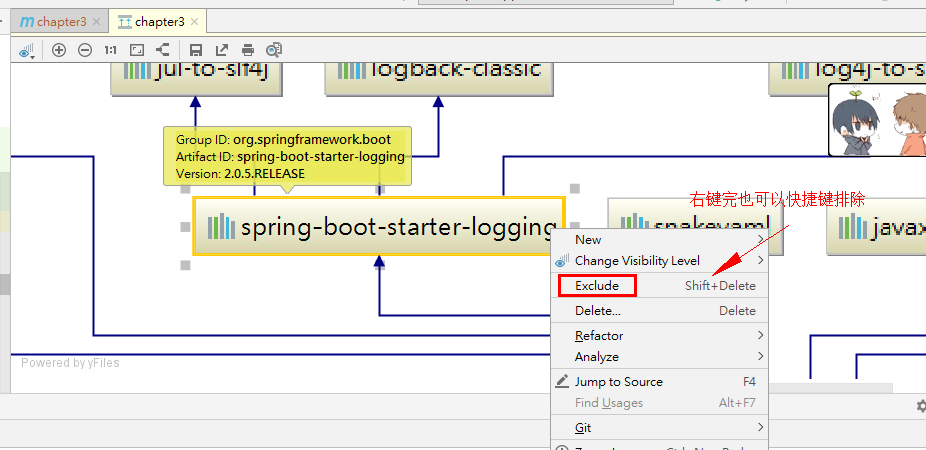 m chapter3
chapter3
1:1
jul-to-slf4j
logback-classic
log4j-to-s
Group ID: org.springframework.boot
Artifact ID: spring-boot-starter-logging
Version: 2.0.5.RELEASE
右键完也可以快捷键排除
spring-boot-starter-logging
snakeyaml
javax
New
Change Visibility Level
Exclude Shift+Delete
Delete... Delete
Refactor
Analyze
Powered by yFiles
Jump to Source F4
Find Usages Alt+F7
Git